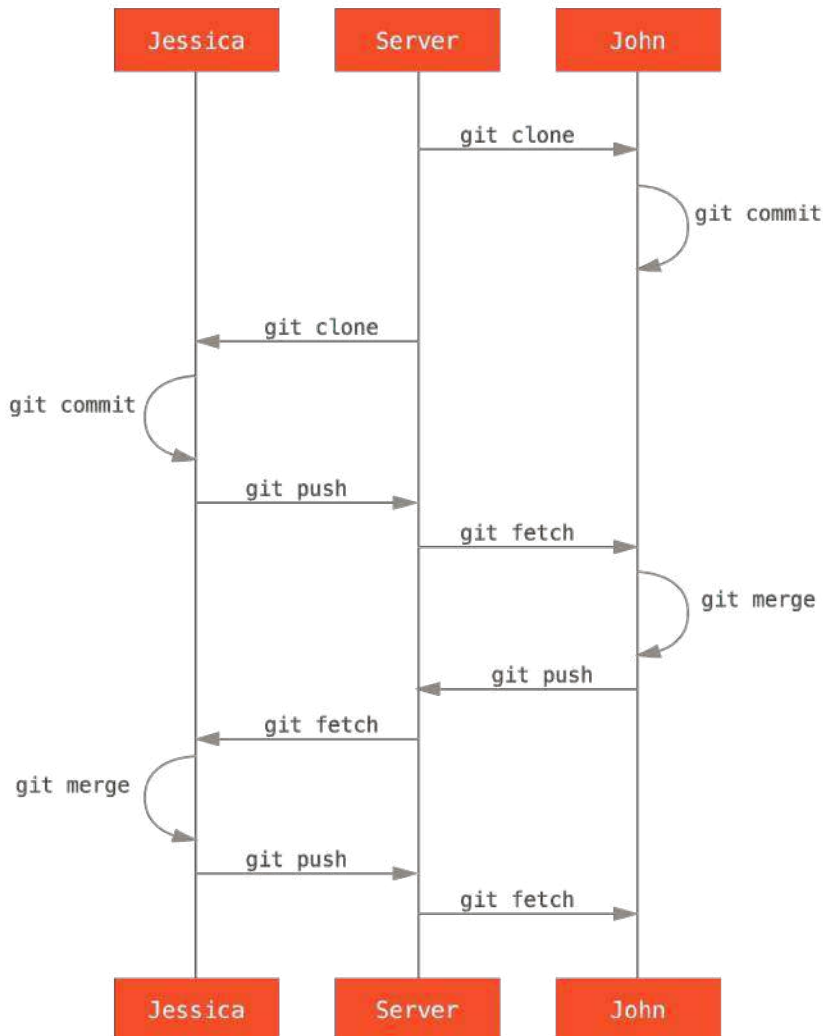 Jessica
Server
John
git clone
git commit
git clone
git commit
git push
git fetch
git merge
git push
git fetch
git merge
git push
git fetch
Jessica
Server
John